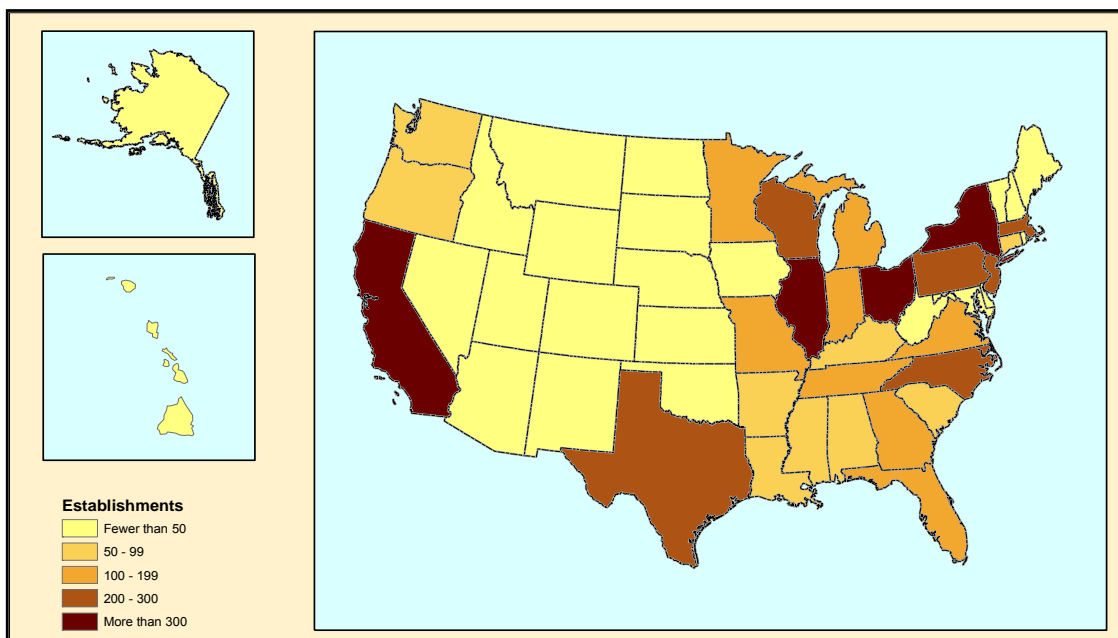 Establishments
Fewer than 50
50 - 99
100 - 199
200 - 300
More than 300